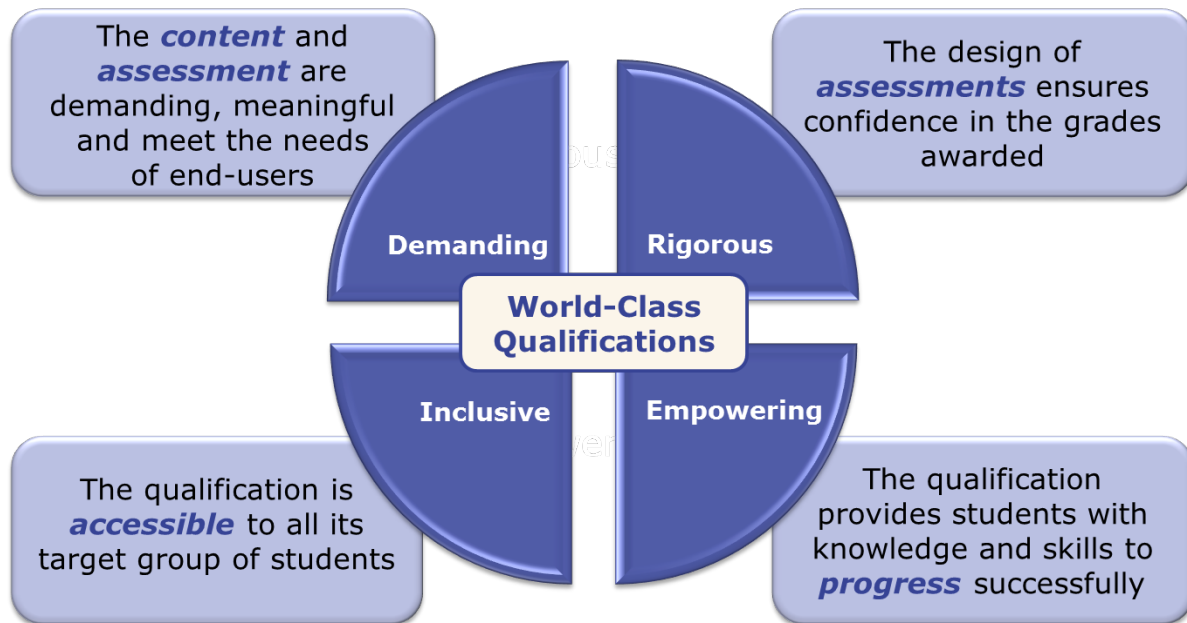 The content and
assessment are
demanding, meaningful
and meet the needs
of end-users
The design of
assessments ensures
confidence in the grades
awarded
Demanding
Rigorous
World-Class
Qualifications
Inclusive
Empowering
The qualification is
accessible to all its
target group of students
The qualification
provides students with
knowledge and skills to
progress successfully